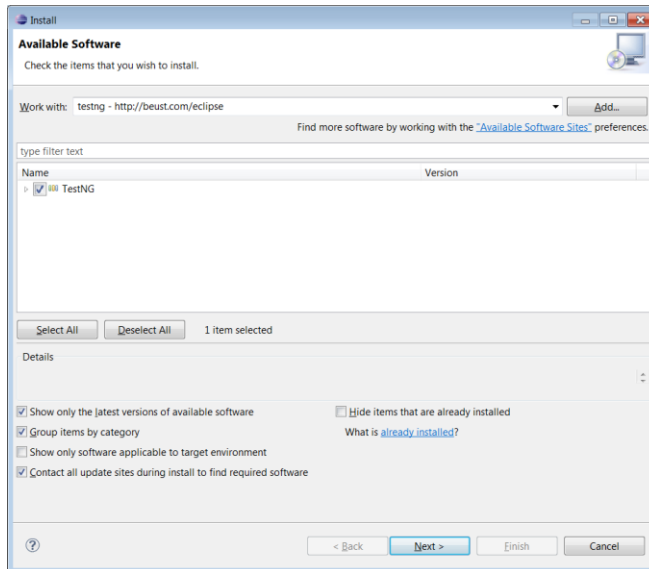 Install
Available Software
Check the items that you wish to install.
Work with: testng - http://beust.com/eclipse Add...
Find more software by working with the "Available Software Sites" preferences.
type filter text
Name Version
TestNG
Select All Deselect All 1 item selected
Details
Show only the latest versions of available software Hide items that are already installed
Group items by category What is already installed?
Show only software applicable to target environment
Contact all update sites during install to find required software
? < Back Next > Finish Cancel